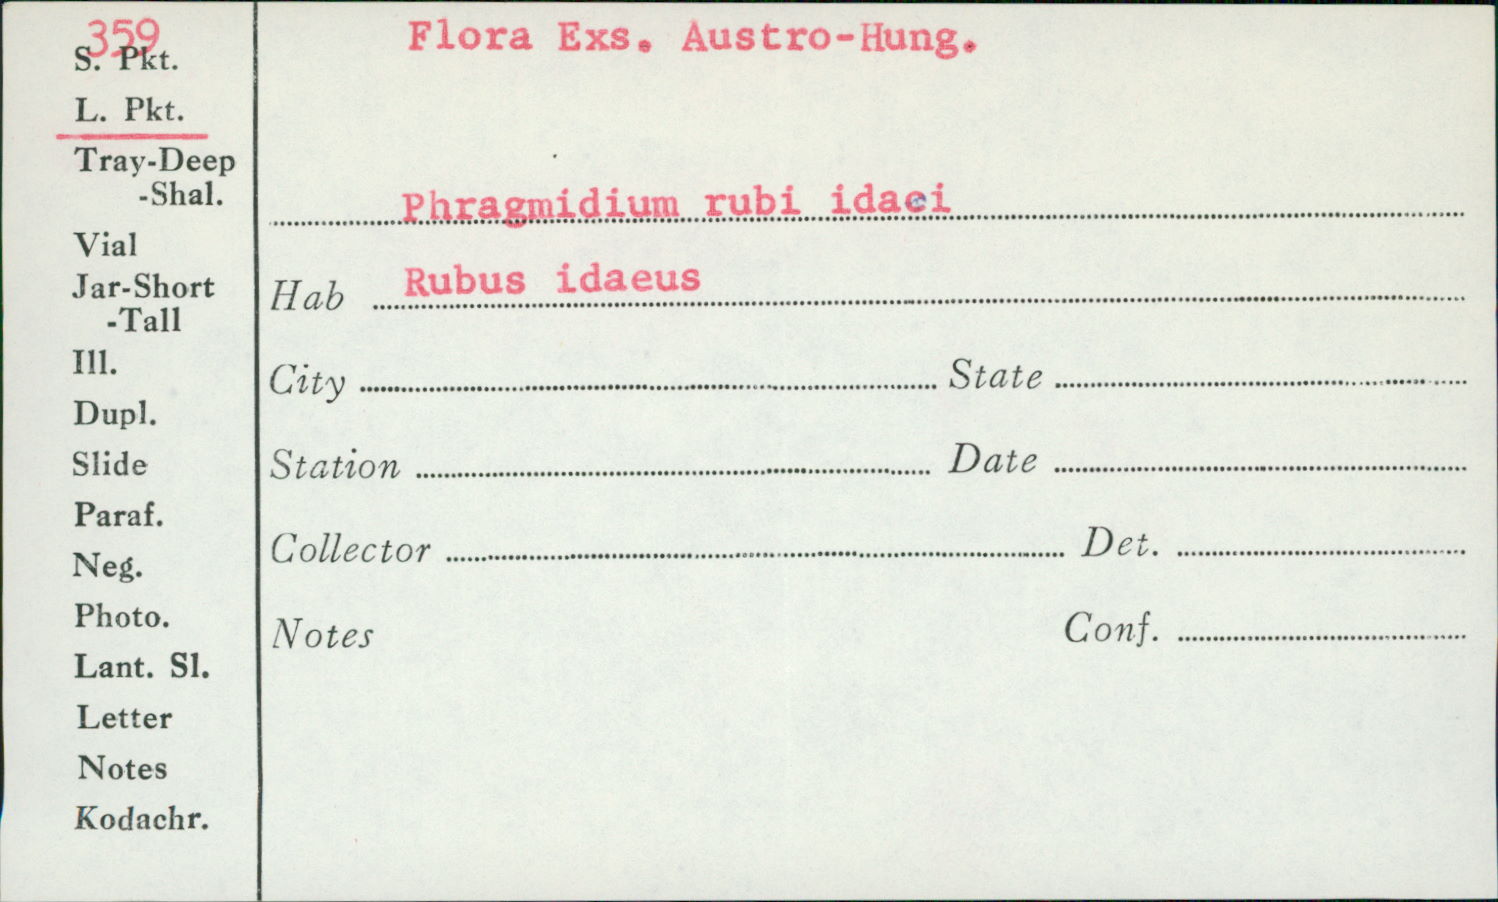 359
S. Pkt.
L. Pkt.
Tray-Deep
-Shal.
Vial
Jar-Short
-Tall
Ill.
Dupl.
Slide
Paraf.
Neg.
Photo.
Lant. Sl.
Letter
Notes
Kodachr.
Flora Exs. Austro-Hung.
Phragmidium rubi idaei
Hab Rubus idaeus
City State
Station Date
Collector Det.
Notes Conf.